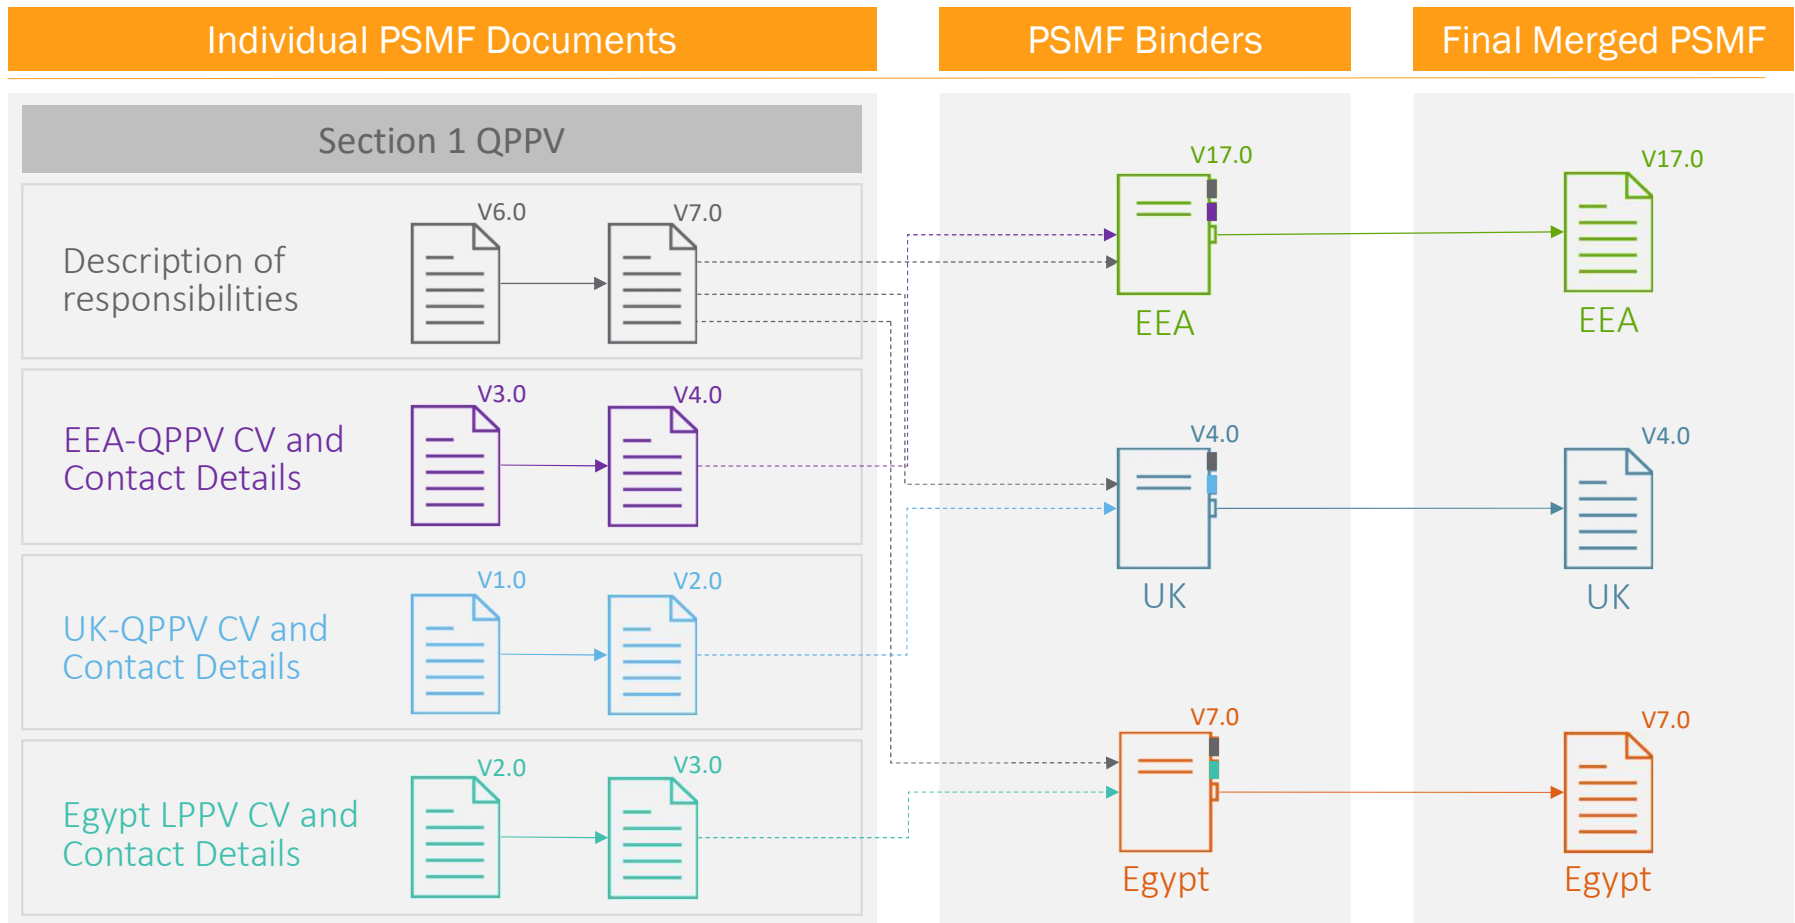 Individual PSMF Documents
PSMF Binders
Final Merged PSMF
Section 1 QPPV
Description of
responsibilities
V6.0
V7.0
EEA-QPPV CV and
Contact Details
V3.0
V4.0
UK-QPPV CV and
Contact Details
V1.0
V2.0
Egypt LPPV CV and
Contact Details
V2.0
V3.0
V17.0
EEA
V4.0
UK
V7.0
Egypt
V17.0
EEA
V4.0
UK
V7.0
Egypt